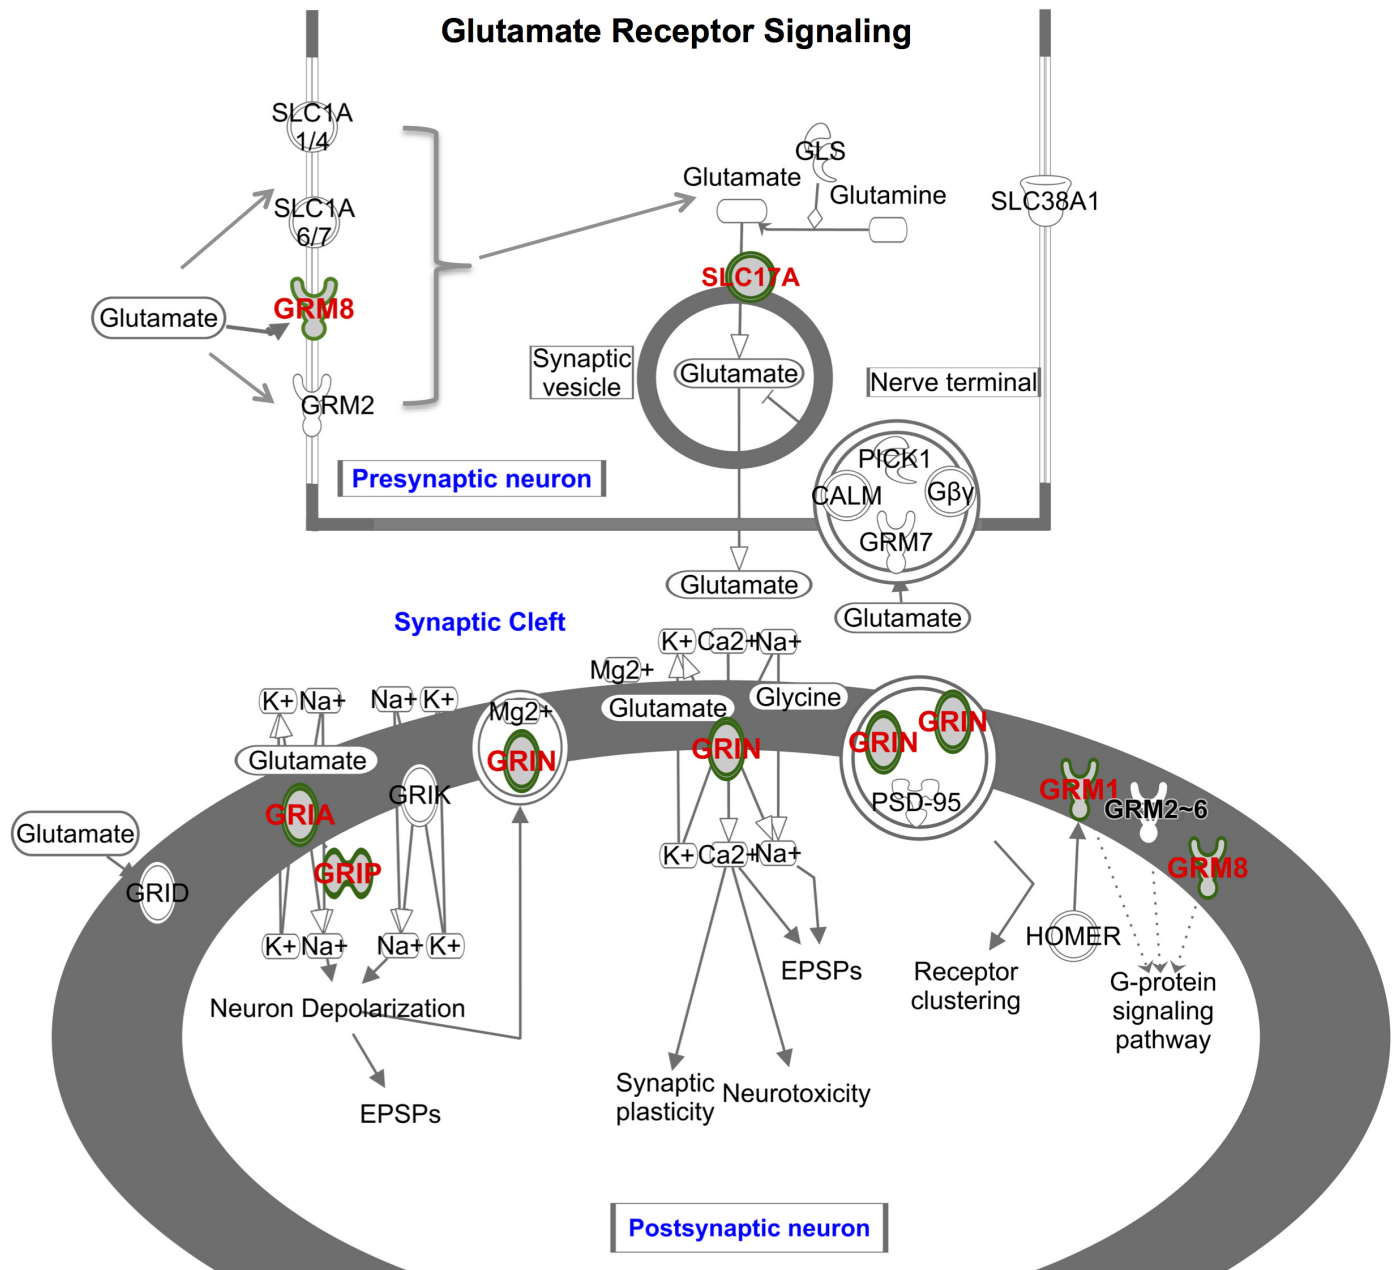 Glutamate Receptor Signaling
SLC1A
1/4
GLS
Glutamate
Glutamine
SLC38A1
SLC1A
6/7
SLC17A
GRM8
Glutamate
Synaptic
vesicle
Glutamate
Nerve terminal
GRM2
PICK1
Presynaptic neuron
CALM
Gβγ
GRM7
Glutamate
Glutamate
Synaptic Cleft
K+
Ca2+
Na+
Mg2+
K+
Na+
Na+
K+
Mg2+
Glutamate
Glycine
GRIN
GRIN
GRIN
GRIN
Glutamate
GRIK
PSD-95
GRM1
GRM2~6
GRIA
Glutamate
GRIP
K+
Ca2+
Na+
GRM8
GRID
K+
Na+
Na+
K+
HOMER
EPSPs
Receptor
clustering
G-protein
signaling
pathway
Neuron Depolarization
Synaptic
plasticity
Neurotoxicity
EPSPs
Postsynaptic neuron